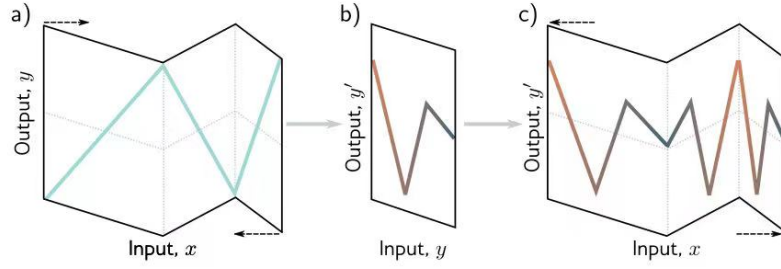 a)
Output, y
Input, x
b)
Output, y′
Input, y
c)
Output, y′
Input, x